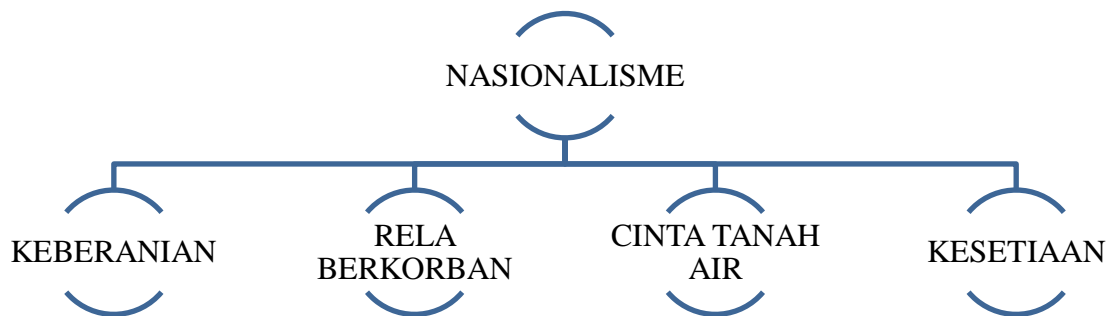 NASIONALISME
KEBERANIAN
RELA
BERKORBAN
CINTA TANAH
AIR
KESETIAAN